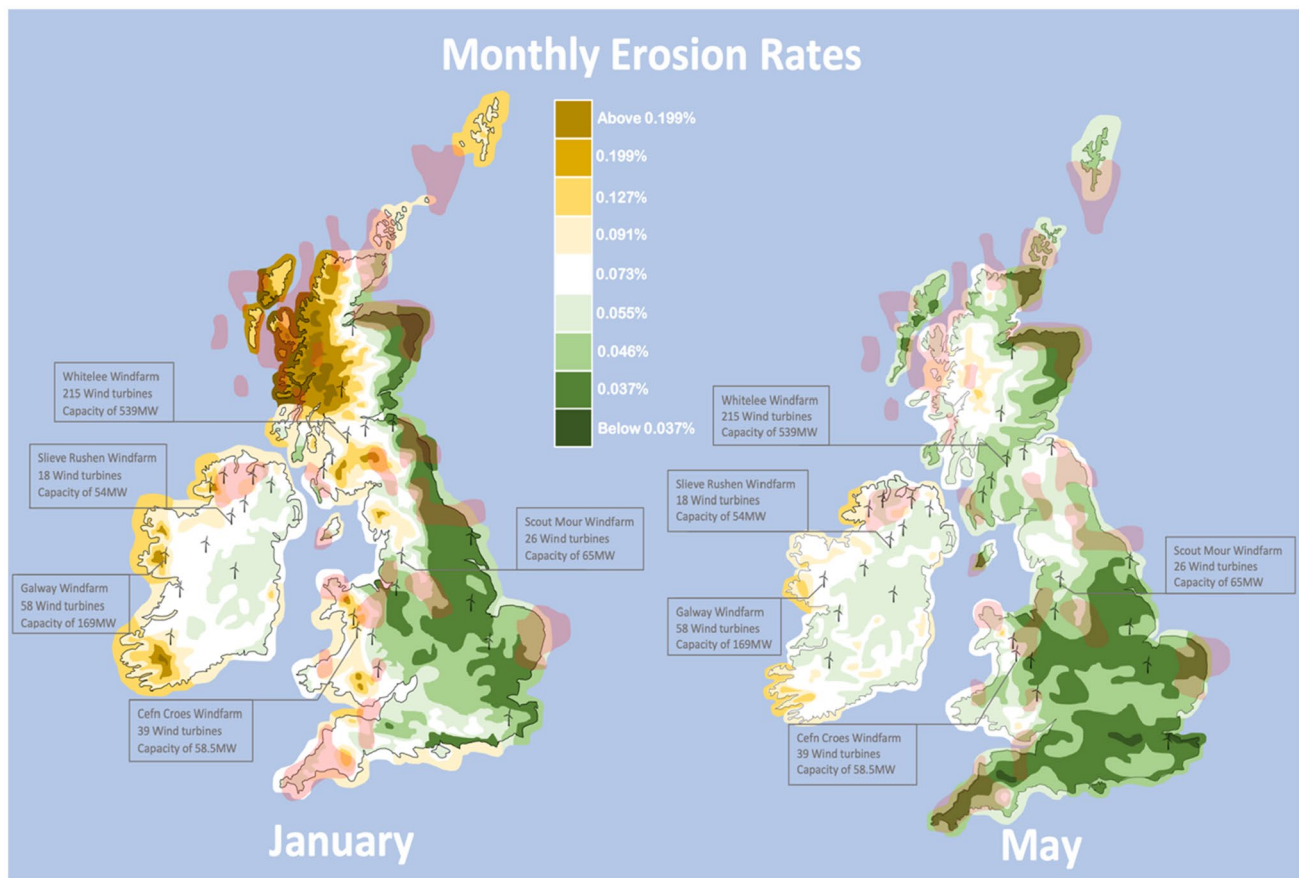 Monthly Erosion Rates
Above 0.199%
0.199%
0.127%
0.091%
0.073%
0.055%
0.046%
0.037%
Below 0.037%
Whitelee Windfarm
215 Wind turbines
Capacity of 539MW
Slieve Rushen Windfarm
18 Wind turbines
Capacity of 54MW
Galway Windfarm
58 Wind turbines
Capacity of 169MW
Cefn Croes Windfarm
39 Wind turbines
Capacity of 58.5MW
Scout Mour Windfarm
26 Wind turbines
Capacity of 65MW
January
Whitelee Windfarm
215 Wind turbines
Capacity of 539MW
Slieve Rushen Windfarm
18 Wind turbines
Capacity of 54MW
Galway Windfarm
58 Wind turbines
Capacity of 169MW
Cefn Croes Windfarm
39 Wind turbines
Capacity of 58.5MW
Scout Mour Windfarm
26 Wind turbines
Capacity of 65MW
May